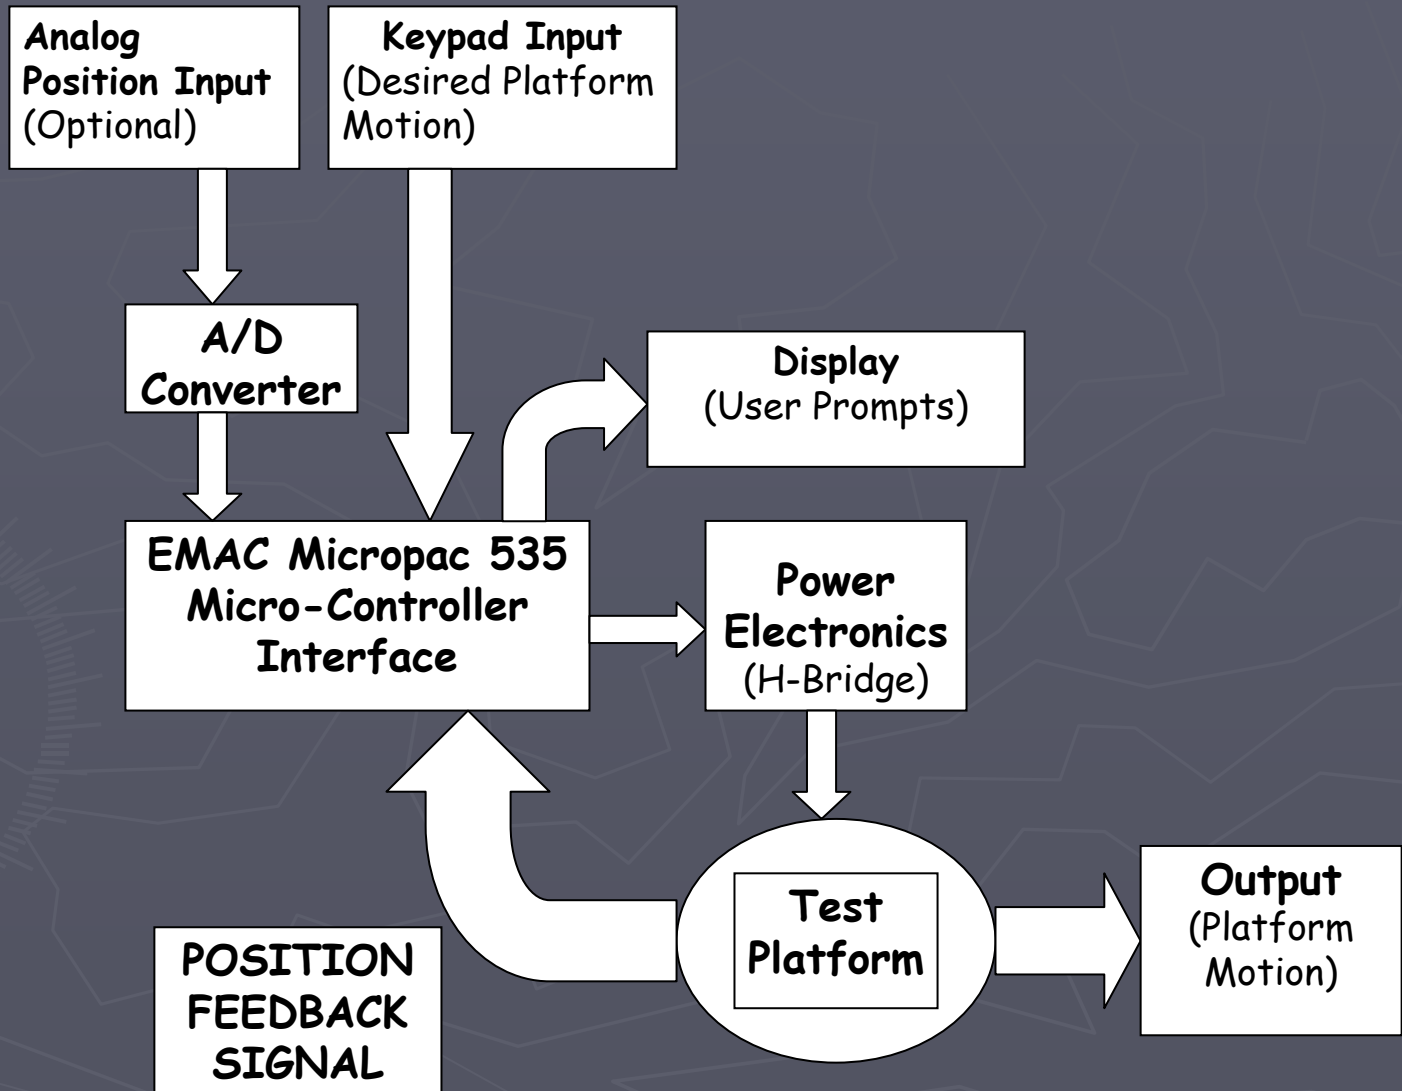 Analog
Position Input
(Optional)
Keypad Input
(Desired Platform
Motion)
A/D
Converter
Display
(User Prompts)
EMAC Micropac 535
Micro-Controller
Interface
Power
Electronics
(H-Bridge)
Test
Platform
Output
(Platform
Motion)
POSITION
FEEDBACK
SIGNAL